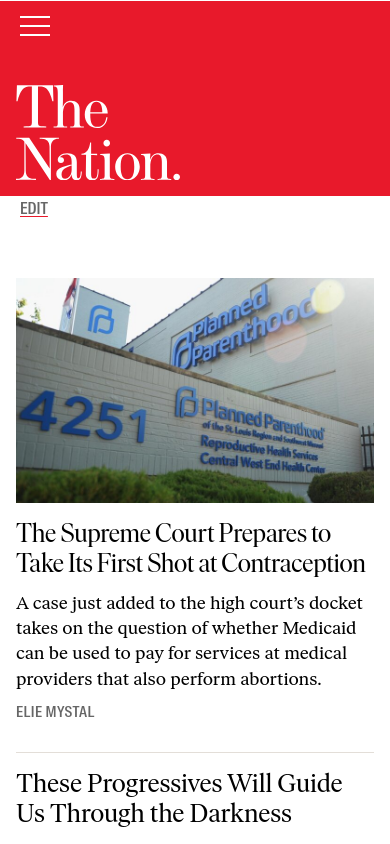 The
Nation.
EDIT
Planned
Parenthood
4251
Planned Parenthood
of the St. Louis Region and Southwest Missouri
Reproductive Health Services
Central West End Health Center
The Supreme Court Prepares to
Take Its First Shot at Contraception
A case just added to the high court’s docket
takes on the question of whether Medicaid
can be used to pay for services at medical
providers that also perform abortions.
ELIE MYSTAL
These Progressives Will Guide
Us Through the Darkness